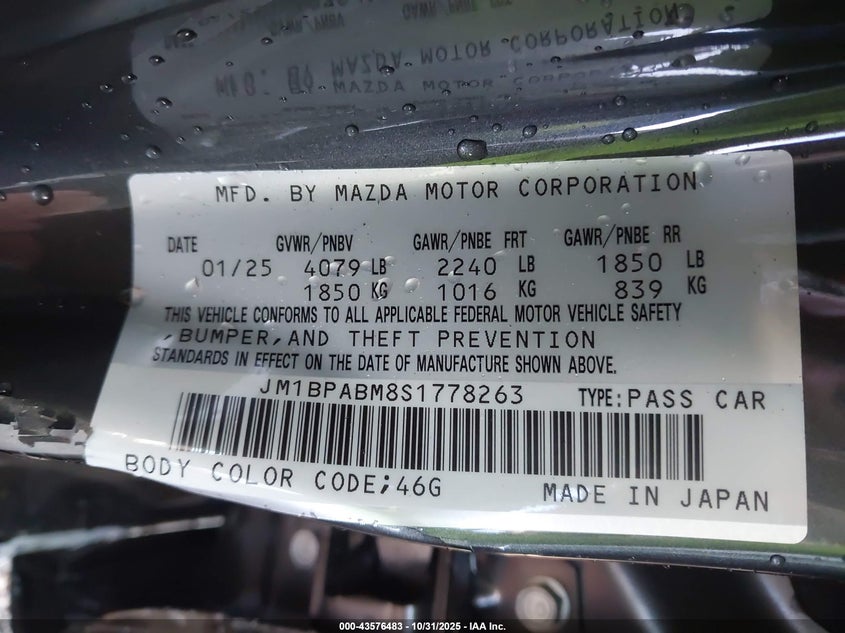 MFD. BY MAZDA MOTOR CORPORATION
DATE GVWR/PNBV GAWR/PNBE FRT GAWR/PNBE RR
01/25 4079 LB 2240 LB 1850 LB
1850 KG 1016 KG 839 KG
THIS VEHICLE CONFORMS TO ALL APPLICABLE FEDERAL MOTOR VEHICLE SAFETY
,BUMPER,AND THEFT PREVENTION
STANDARDS IN EFFECT ON THE DATE OF MANUFACTURE SHOWN ABOVE.
JM1BPABM8S1778263 TYPE:PASS CAR
BODY COLOR CODE;46G MADE IN JAPAN
000-43576483 - 10/31/2025 - IAA Inc.